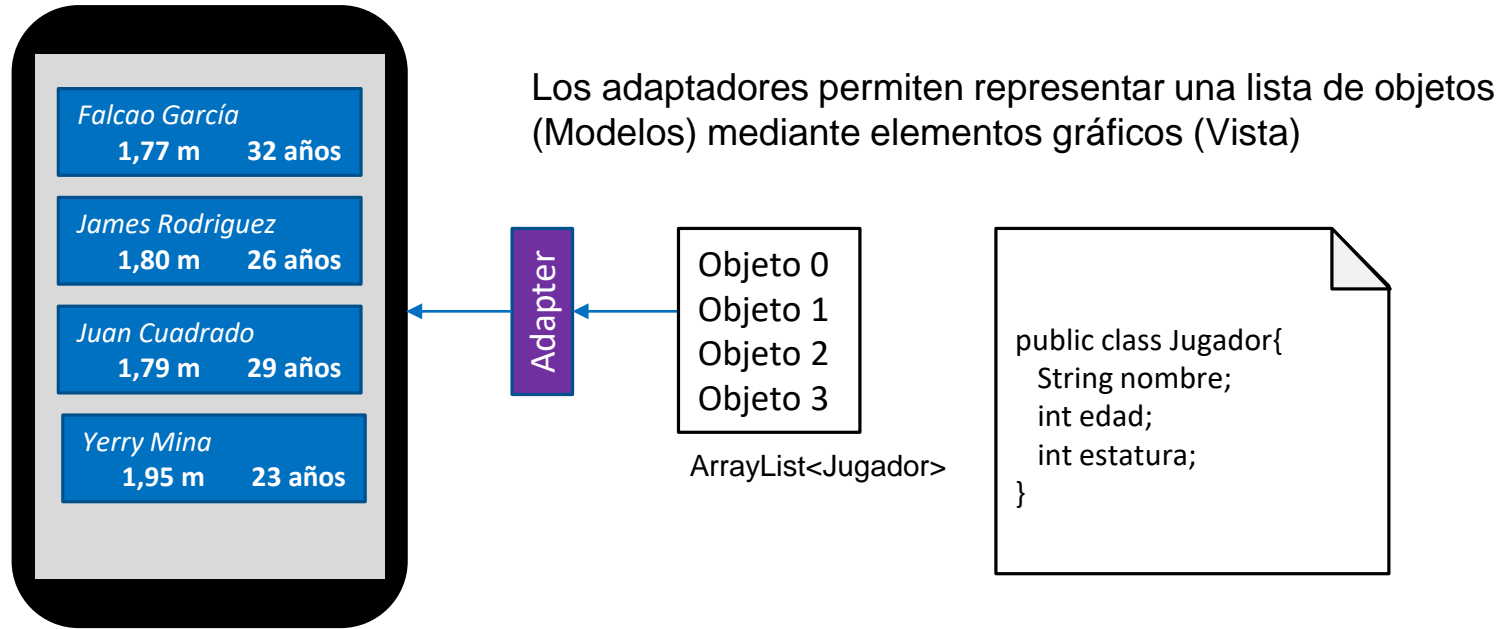 Los adaptadores permiten representar una lista de objetos
(Modelos) mediante elementos gráficos (Vista)
Falcao García
1,77 m 32 años
James Rodriguez
1,80 m 26 años
Juan Cuadrado
1,79 m 29 años
Yerry Mina
1,95 m 23 años
Adapter
Objeto 0
Objeto 1
Objeto 2
Objeto 3
ArrayList<Jugador>
public class Jugador{
String nombre;
int edad;
int estatura;
}